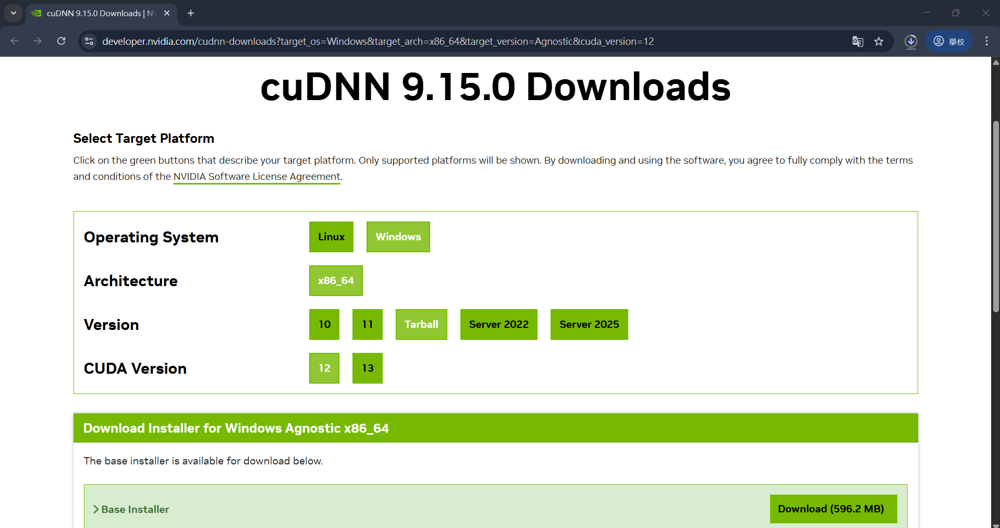 cuDNN 9.15.0 Downloads | NV
developer.nvidia.com/cudnn-downloads?target_os=Windows&target_arch=x86_64&target_version=Agnostic&cuda_version=12
學校
cuDNN 9.15.0 Downloads
Select Target Platform
Click on the green buttons that describe your target platform. Only supported platforms will be shown. By downloading and using the software, you agree to fully comply with the terms
and conditions of the NVIDIA Software License Agreement.
Operating System Linux Windows
Architecture x86_64
Version 10 11 Tarball Server 2022 Server 2025
CUDA Version 12 13
Download Installer for Windows Agnostic x86_64
The base installer is available for download below.
Base Installer Download (596.2 MB)